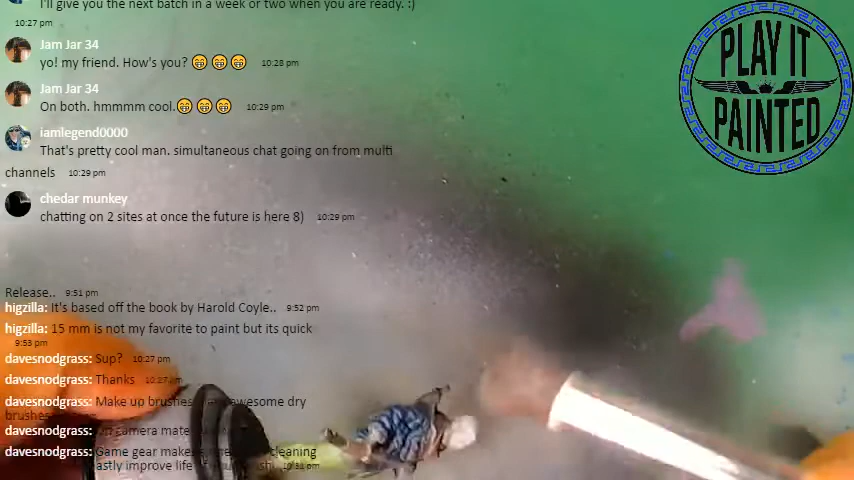 I'll give you the next batch in a week or two when you are ready. :)
10:27 pm
Jam Jar 34
yo! my friend. How's you? 😁 😁 😁 10:28 pm
Jam Jar 34
On both. hmmmm cool.😁 😁 😁 10:29 pm
iamlegend0000
That's pretty cool man. simultaneous chat going on from multi
channels 10:29 pm
chedar munkey
chatting on 2 sites at once the future is here 8) 10:29 pm
PLAY IT
PAINTED
Release.. 9:51 pm
higzilla: It's based off the book by Harold Coyle.. 9:52 pm
higzilla: 15 mm is not my favorite to paint but its quick
9:53 pm
davesnodgrass: Sup? 10:27 pm
davesnodgrass: Thanks 10:27 pm
davesnodgrass: Make up brushes awesome dry
brushes
davesnodgrass: camera mate
davesnodgrass: Game gear makes cleaning
life 10:31 pm